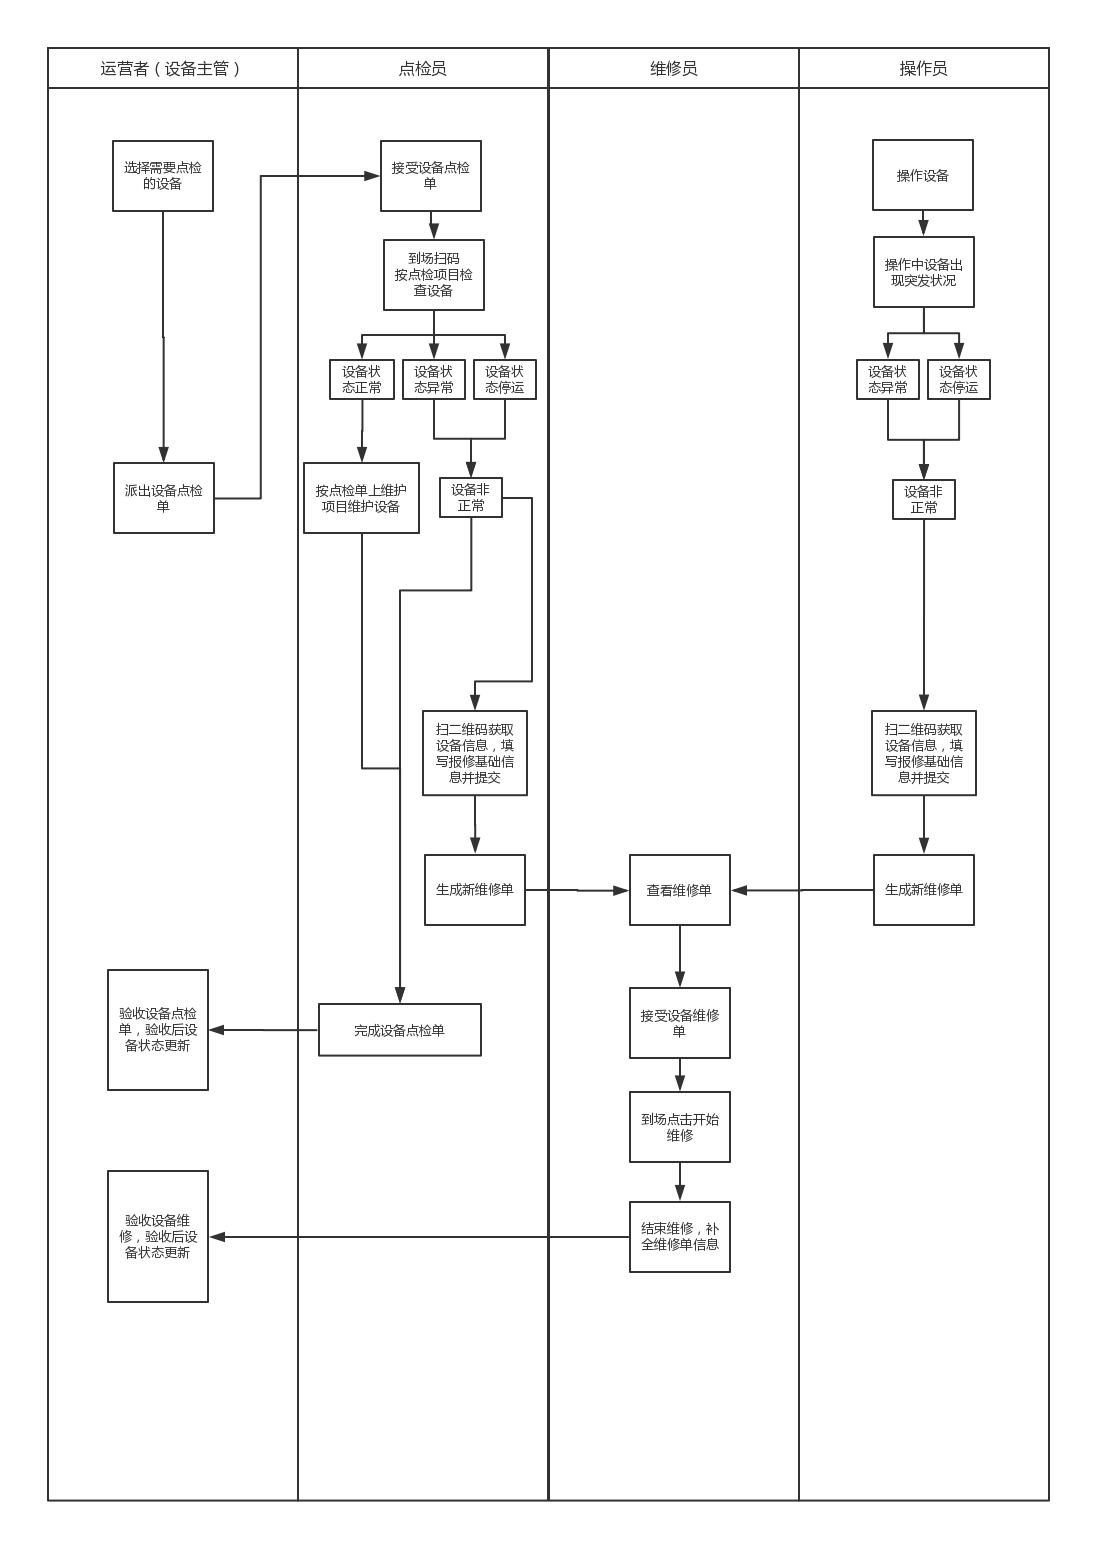 运营者（设备主管）
点检员
维修员
操作员
选择需要点检
的设备
接受设备点检
单
操作设备
到场扫码
按点检项目检
查设备
操作中设备出
现突发状况
设备状
态正常
设备状
态异常
设备状
态停运
设备状
态异常
设备状
态停运
派出设备点检
单
按点检单上维护
项目维护设备
设备非
正常
设备非
正常
扫二维码获取
设备信息，填
写报修基础信
息并提交
扫二维码获取
设备信息，填
写报修基础信
息并提交
生成新维修单
查看维修单
生成新维修单
验收设备点检
单，验收后设
备状态更新
完成设备点检单
接受设备维修
单
到场点击开始
维修
验收设备维
修，验收后设
备状态更新
结束维修，补
全维修单信息